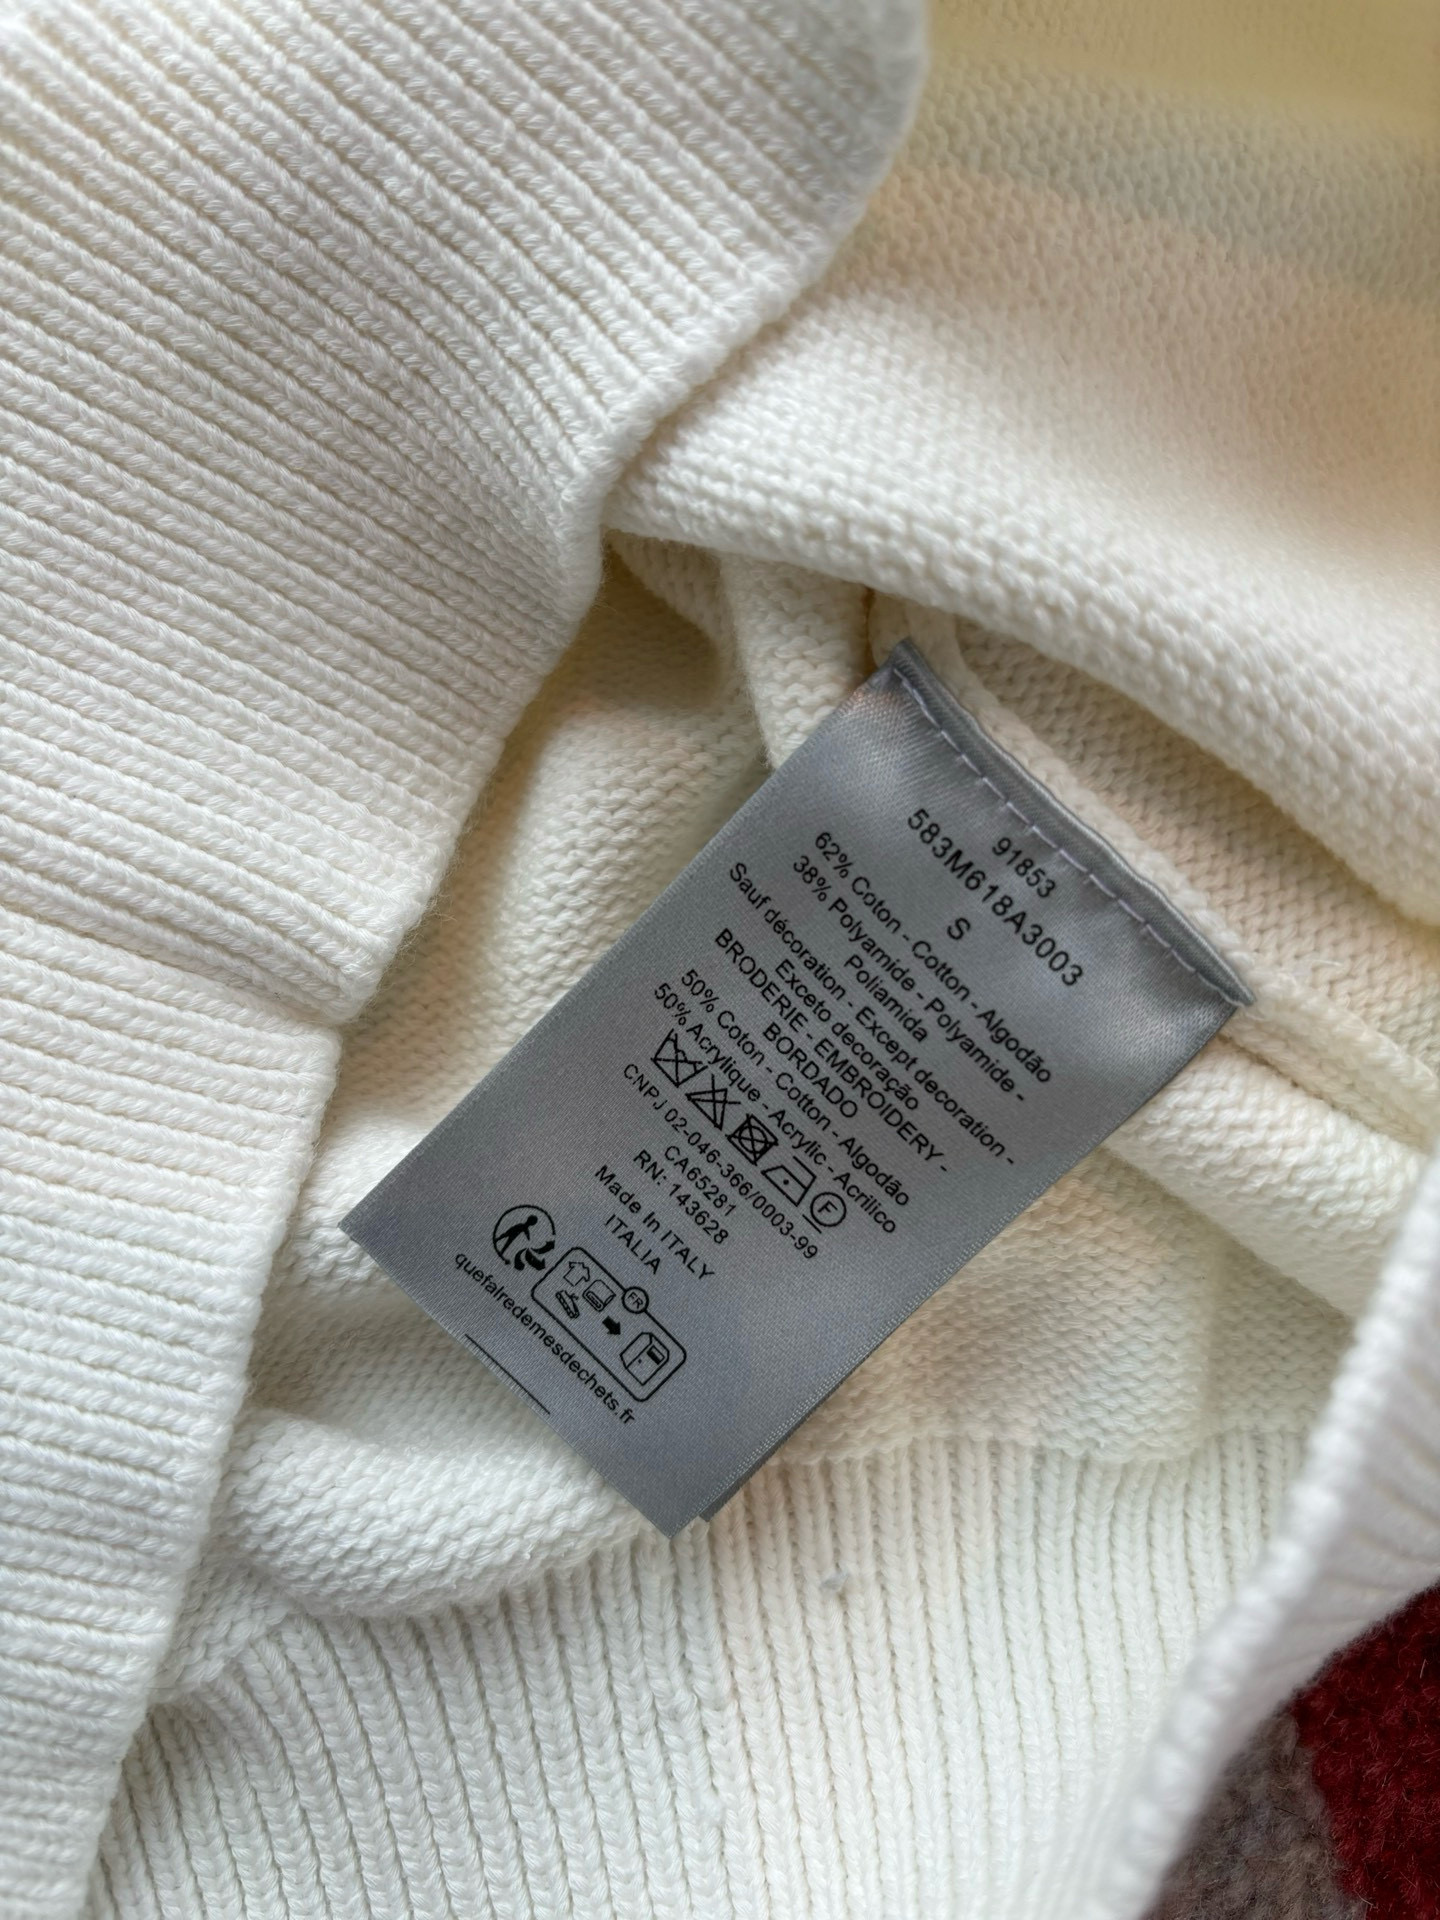 91853
583M618A3003
S
62% Coton - Cotton - Algodão
38% Polyamide - Polyamide -
Poliamida
Sauf décoration - Except decoration -
Exceto decoração
BRODERIE - EMBROIDERY -
BORDADO
50% Coton - Cotton - Algodão
50% Acrylique - Acrylic - Acrílico
F
CNPJ 02-046-366/0003-99
CA65281
RN: 143628
Made In ITALY
ITALIA
FR
quefairedemesdechets.fr